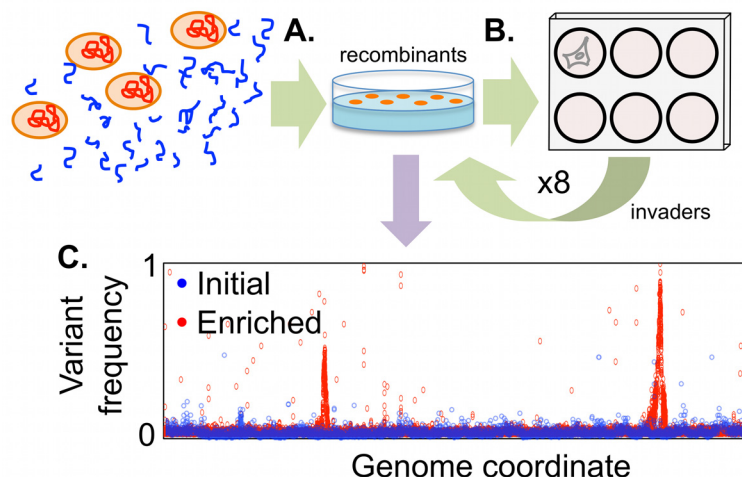 A.
recombinants
B.
x8
invaders
C.
1
Initial
Enriched
0
Variant
frequency
Genome coordinate